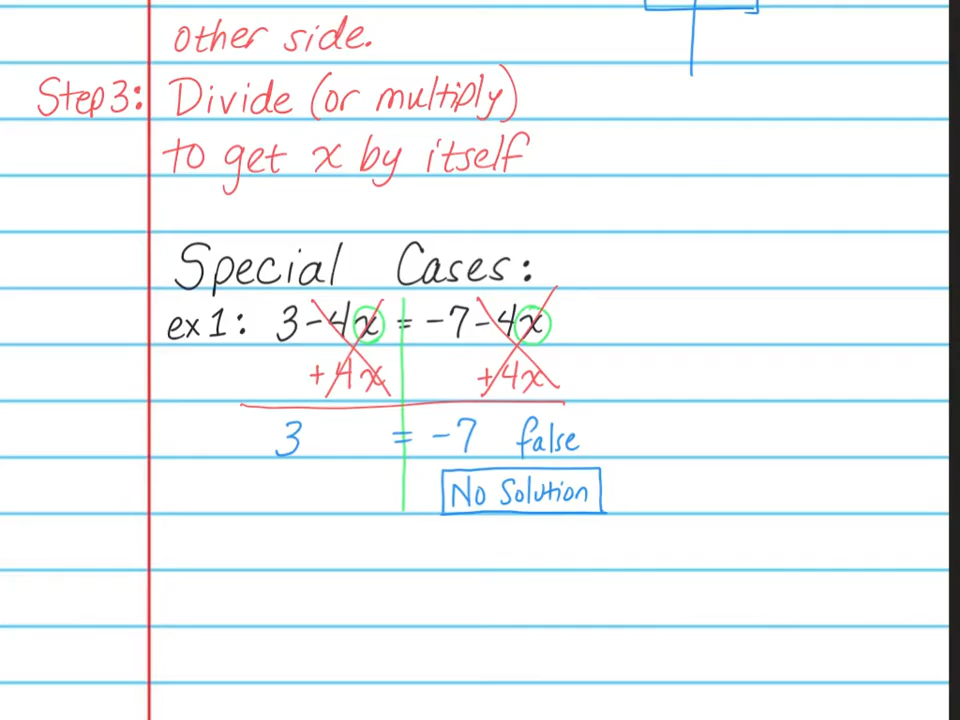 other side.
Step 3: Divide (or multiply)
to get x by itself
Special Cases:
ex 1: 3 - 4x = -7 - 4x
+ 4x + 4x
3 = -7 false
No Solution